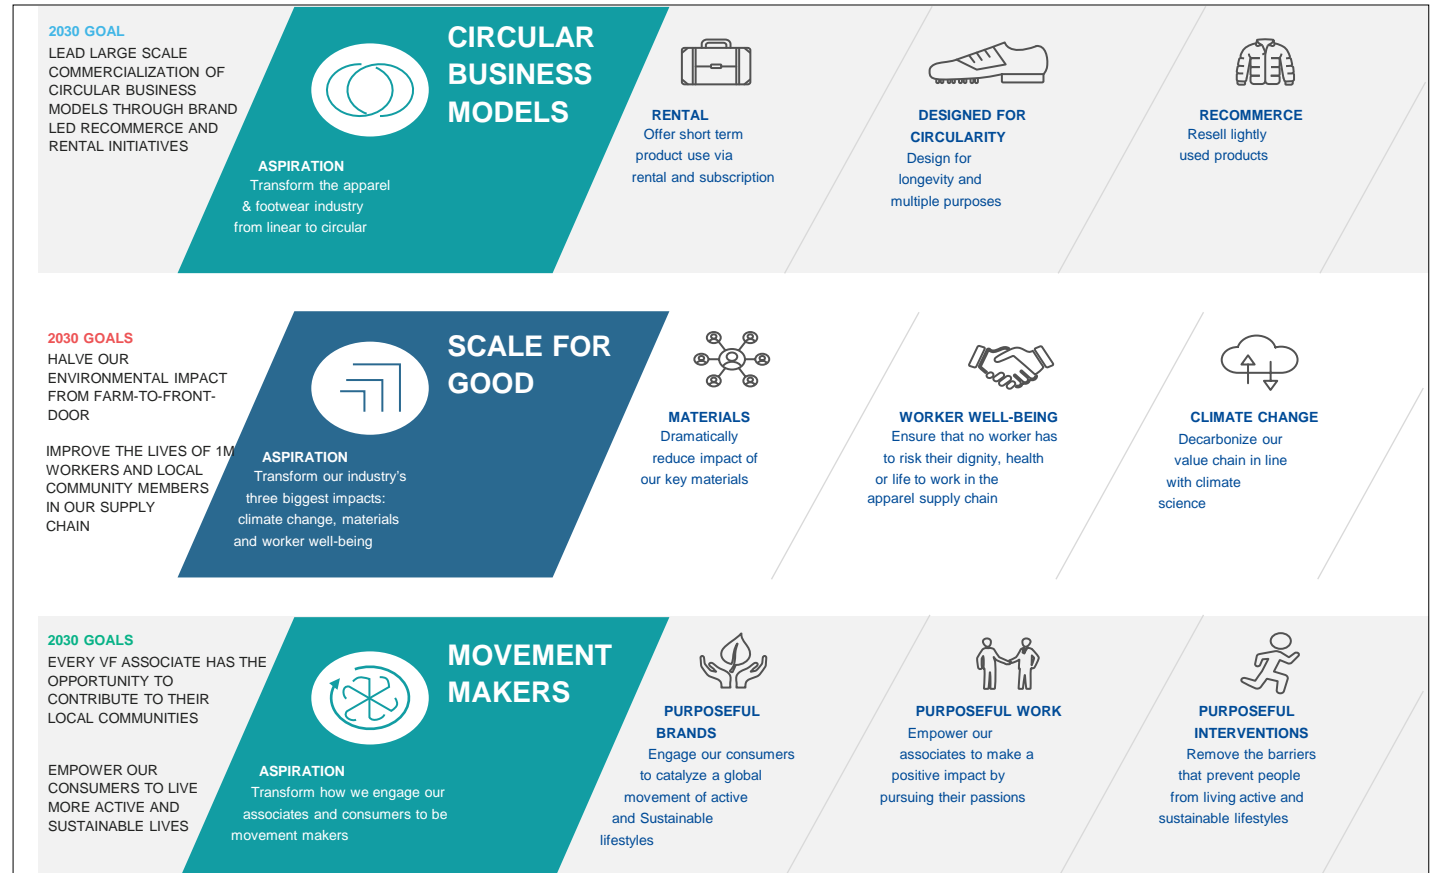 2030 GOAL
LEAD LARGE SCALE
COMMERCIALIZATION OF
CIRCULAR BUSINESS
MODELS THROUGH BRAND
LED RECOMMERCE AND
RENTAL INITIATIVES
CIRCULAR
BUSINESS
MODELS
ASPIRATION
Transform the apparel
& footwear industry
from linear to circular
RENTAL
Offer short term
product use via
rental and subscription
DESIGNED FOR
CIRCULARITY
Design for
longevity and
multiple purposes
RECOMMERCE
Resell lightly
used products
2030 GOALS
HALVE OUR
ENVIRONMENTAL IMPACT
FROM FARM-TO-FRONT-
DOOR
IMPROVE THE LIVES OF 1M
WORKERS AND LOCAL
COMMUNITY MEMBERS
IN OUR SUPPLY
CHAIN
SCALE FOR
GOOD
ASPIRATION
Transform our industry's
three biggest impacts:
climate change, materials
and worker well-being
MATERIALS
Dramatically
reduce impact of
our key materials
WORKER WELL-BEING
Ensure that no worker has
to risk their dignity, health
or life to work in the
apparel supply chain
CLIMATE CHANGE
Decarbonize our
value chain in line
with climate
science
2030 GOALS
EVERY VF ASSOCIATE HAS THE
OPPORTUNITY TO
CONTRIBUTE TO THEIR
LOCAL COMMUNITIES
EMPOWER OUR
CONSUMERS TO LIVE
MORE ACTIVE AND
SUSTAINABLE LIVES
MOVEMENT
MAKERS
ASPIRATION
Transform how we engage our
associates and consumers to be
movement makers
PURPOSEFUL
BRANDS
Engage our consumers
to catalyze a global
movement of active
and Sustainable
lifestyles
PURPOSEFUL WORK
Empower our
associates to make a
positive impact by
pursuing their passions
PURPOSEFUL
INTERVENTIONS
Remove the barriers
that prevent people
from living active and
sustainable lifestyles